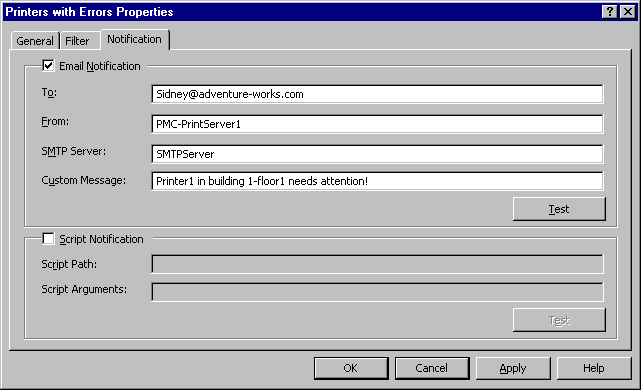 Printers with Errors Properties
General Filter Notification
Email Notification
To: Sidney@adventure-works.com
From: PMC-PrintServer1
SMTP Server: SMTPServer
Custom Message: Printer1 in building 1-floor1 needs attention!
Test
Script Notification
Script Path:
Script Arguments:
Test
OK Cancel Apply Help